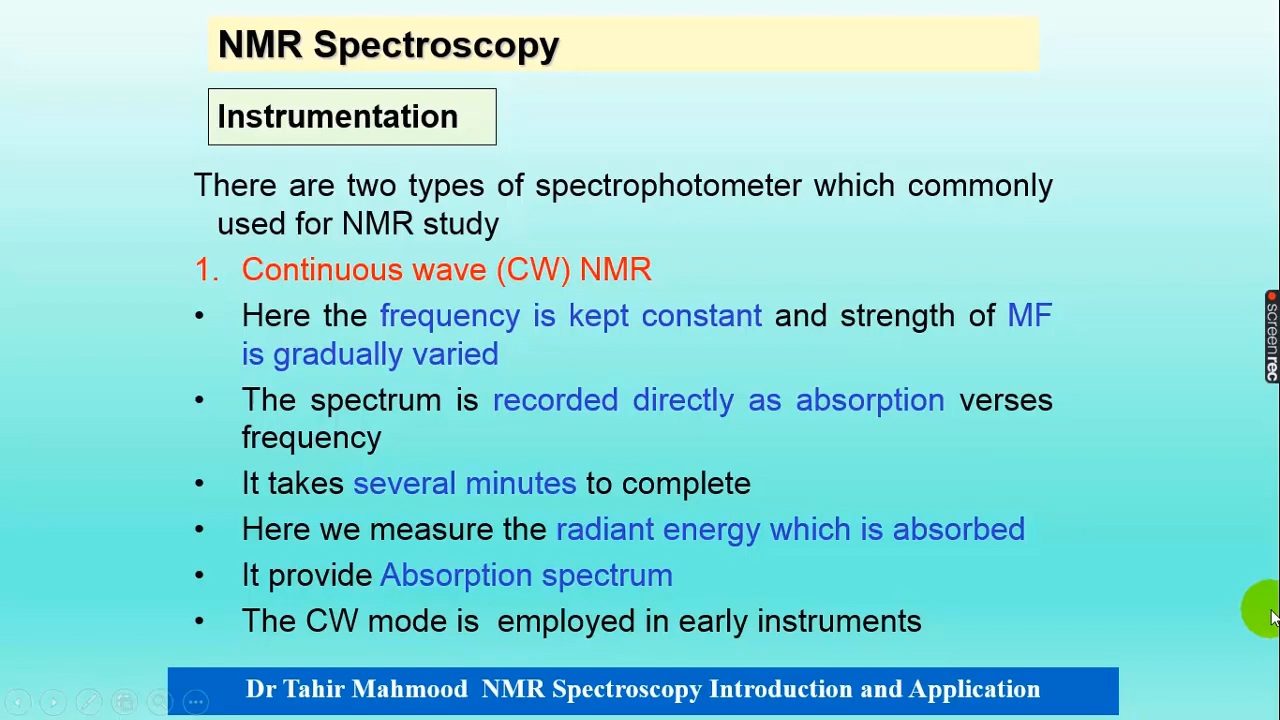 NMR Spectroscopy
Instrumentation
There are two types of spectrophotometer which commonly
used for NMR study
1. Continuous wave (CW) NMR
• Here the frequency is kept constant and strength of MF
is gradually varied
• The spectrum is recorded directly as absorption verses
frequency
• It takes several minutes to complete
• Here we measure the radiant energy which is absorbed
• It provide Absorption spectrum
• The CW mode is employed in early instruments
Dr Tahir Mahmood NMR Spectroscopy Introduction and Application
screenrec